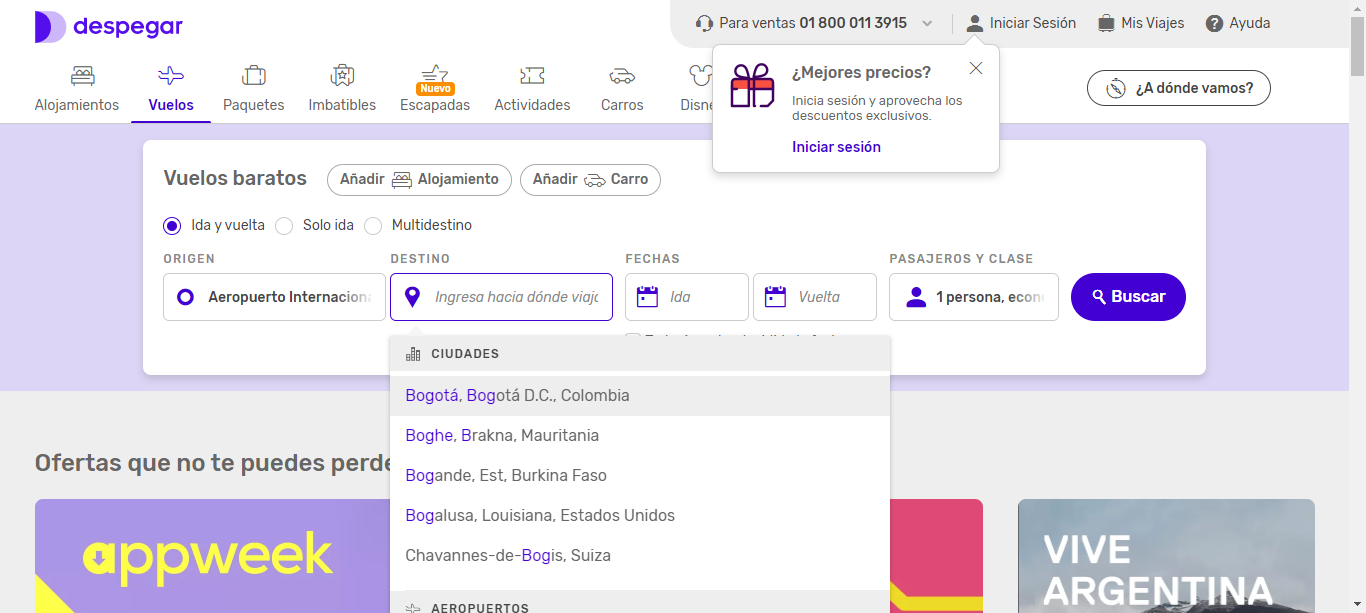 despegar
Para ventas 01 800 011 3915
Iniciar Sesión
Mis Viajes
Ayuda
Alojamientos
Vuelos
Paquetes
Imbatibles
Nuevo
Escapadas
Actividades
Carros
Disne
¿A dónde vamos?
¿Mejores precios?
Inicia sesión y aprovecha los
descuentos exclusivos.
Iniciar sesión
Vuelos baratos
Añadir Alojamiento
Añadir Carro
Ida y vuelta
Solo ida
Multidestino
ORIGEN
DESTINO
FECHAS
PASAJEROS Y CLASE
Aeropuerto Internaciona
Ingresa hacia dónde viaja
Ida
Vuelta
1 persona, econ
Buscar
CIUDADES
Bogotá, Bogotá D.C., Colombia
Boghe, Brakna, Mauritania
Bogande, Est, Burkina Faso
Bogalusa, Louisiana, Estados Unidos
Chavannes-de-Bogis, Suiza
AEROPUERTOS
Ofertas que no te puedes perde
appweek
VIVE
ARGENTINA